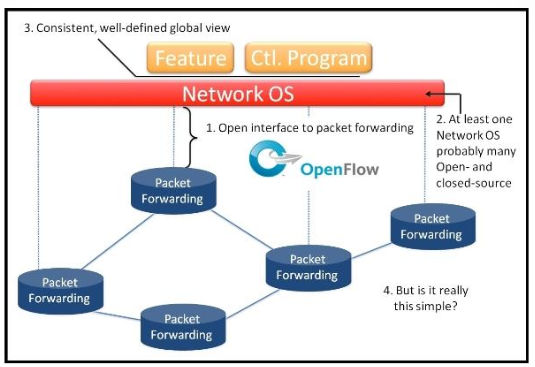 3. Consistent, well-defined global view
Feature
Ctl. Program
Network OS
1. Open interface to packet forwarding
2. At least one
Network OS
probably many
Open- and
closed-source
OpenFlow
Packet
Forwarding
Packet
Forwarding
Packet
Forwarding
Packet
Forwarding
Packet
Forwarding
4. But is it really
this simple?